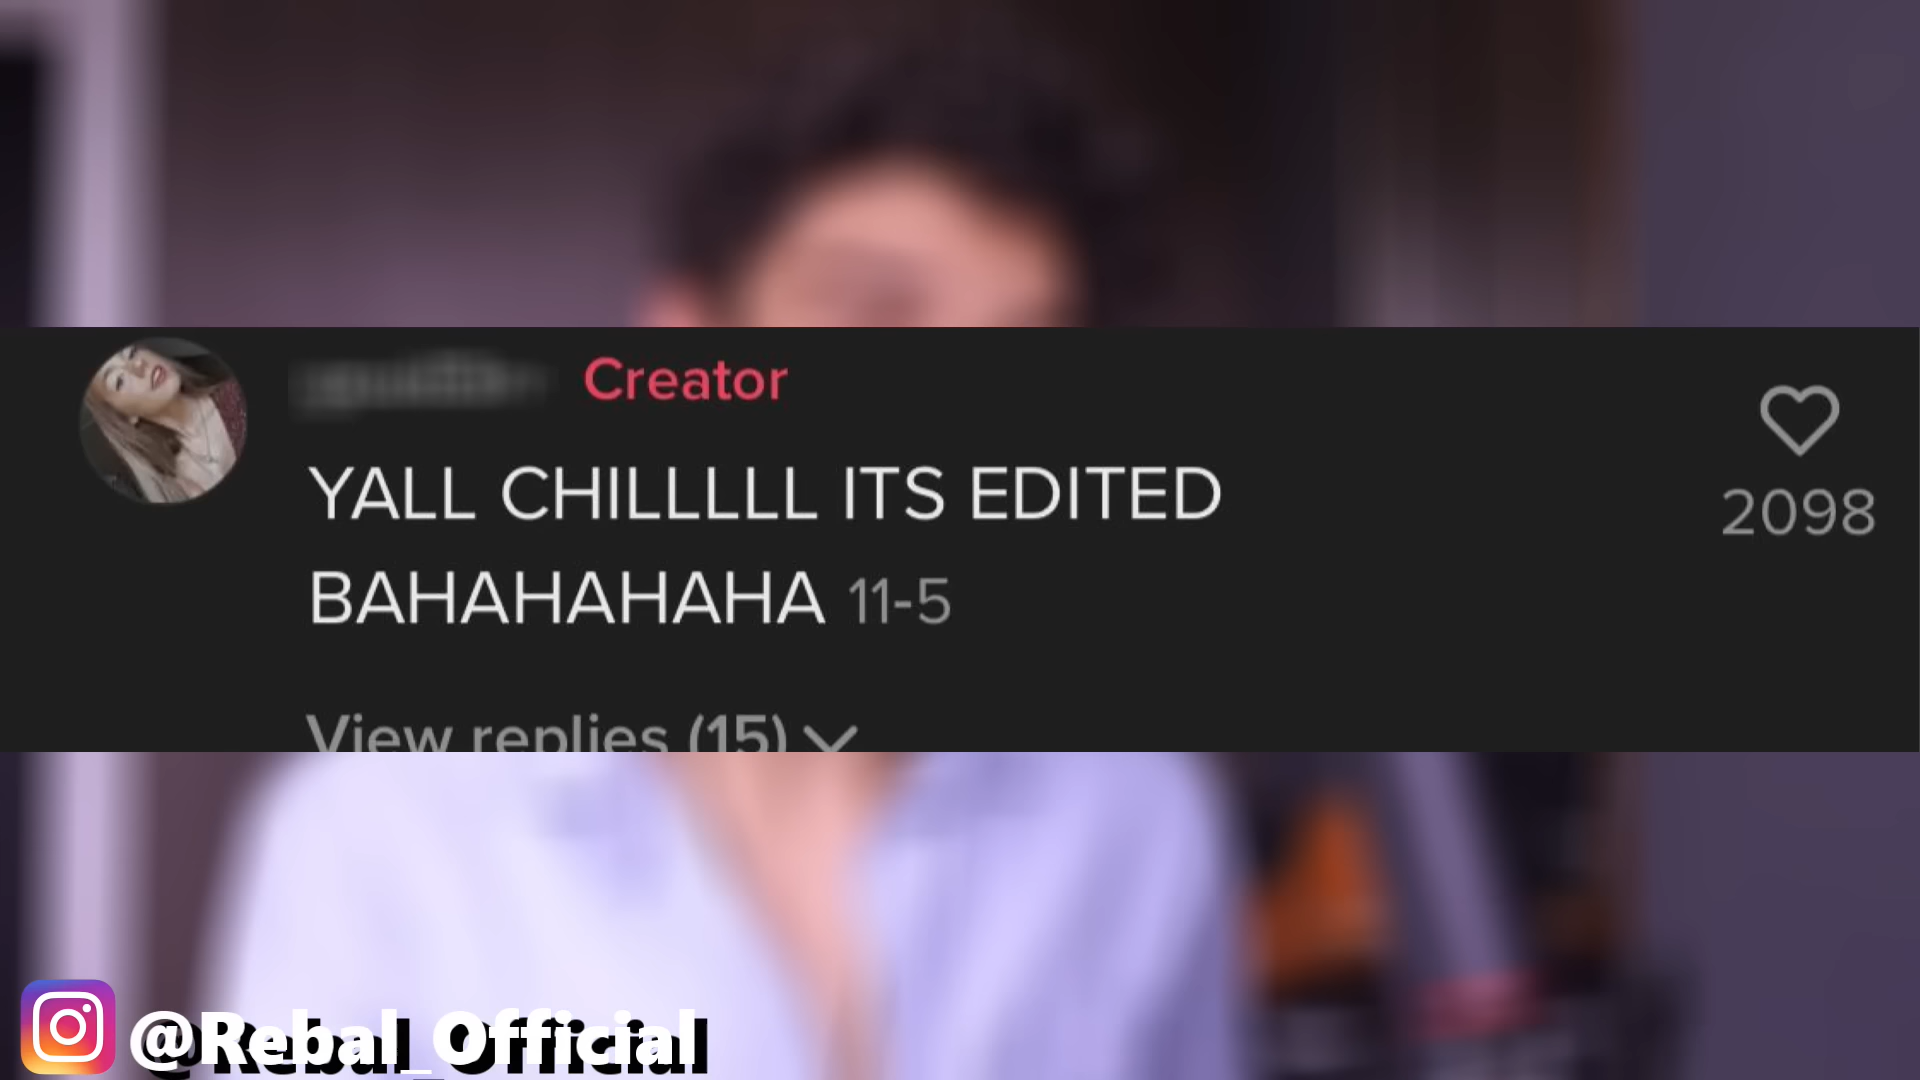 Creator
YALL CHILLLLL ITS EDITED
BAHAHAHAHA 11-5
2098
View replies (15)
@Rebal_Official